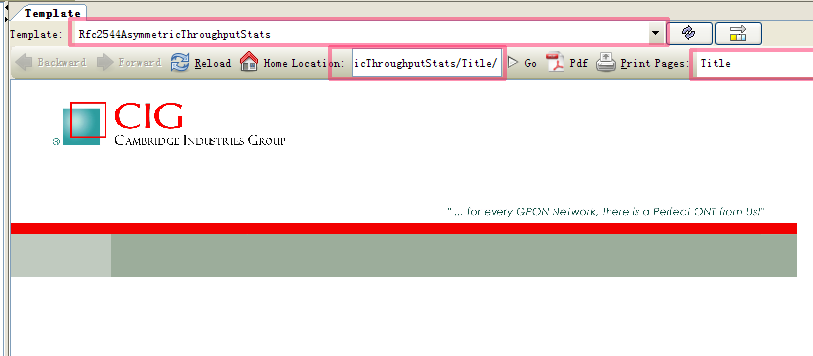 Template
Template: Rfc2544AsymmetricThroughputStats
Backward Forward Reload Home Location: icThroughputStats/Title/ Go Pdf Print Pages: Title
® CIG
CAMBRIDGE INDUSTRIES GROUP
"... for every GPON Network, there is a Perfect ONT from Us!"